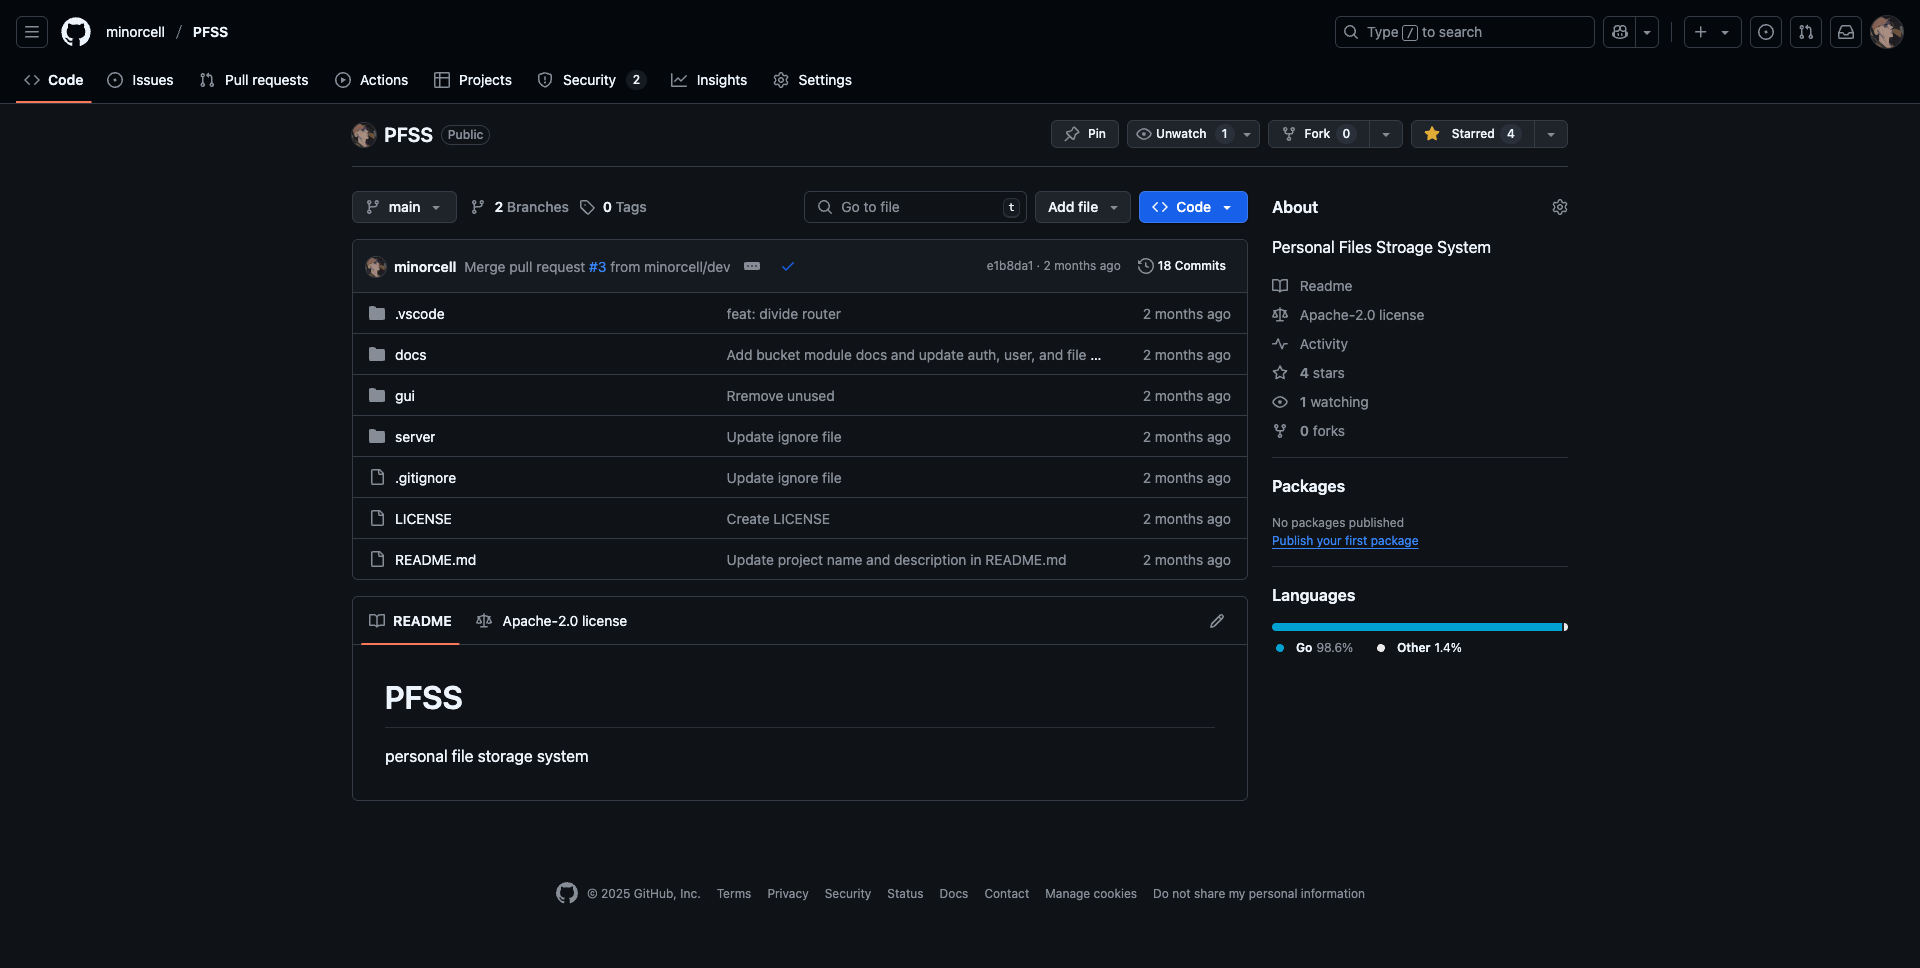 minorcell / PFSS
Type / to search
Code
Issues
Pull requests
Actions
Projects
Security 2
Insights
Settings
PFSS Public
Pin
Unwatch 1
Fork 0
Starred 4
main
2 Branches
0 Tags
Go to file t
Add file
Code
minorcell Merge pull request #3 from minorcell/dev
e1b8da1 · 2 months ago
18 Commits
.vscode feat: divide router 2 months ago
docs Add bucket module docs and update auth, user, and file ... 2 months ago
gui Rremove unused 2 months ago
server Update ignore file 2 months ago
.gitignore Update ignore file 2 months ago
LICENSE Create LICENSE 2 months ago
README.md Update project name and description in README.md 2 months ago
README
Apache-2.0 license
PFSS
personal file storage system
About
Personal Files Stroage System
Readme
Apache-2.0 license
Activity
4 stars
1 watching
0 forks
Packages
No packages published
Publish your first package
Languages
Go 98.6% Other 1.4%
© 2025 GitHub, Inc. Terms Privacy Security Status Docs Contact Manage cookies Do not share my personal information